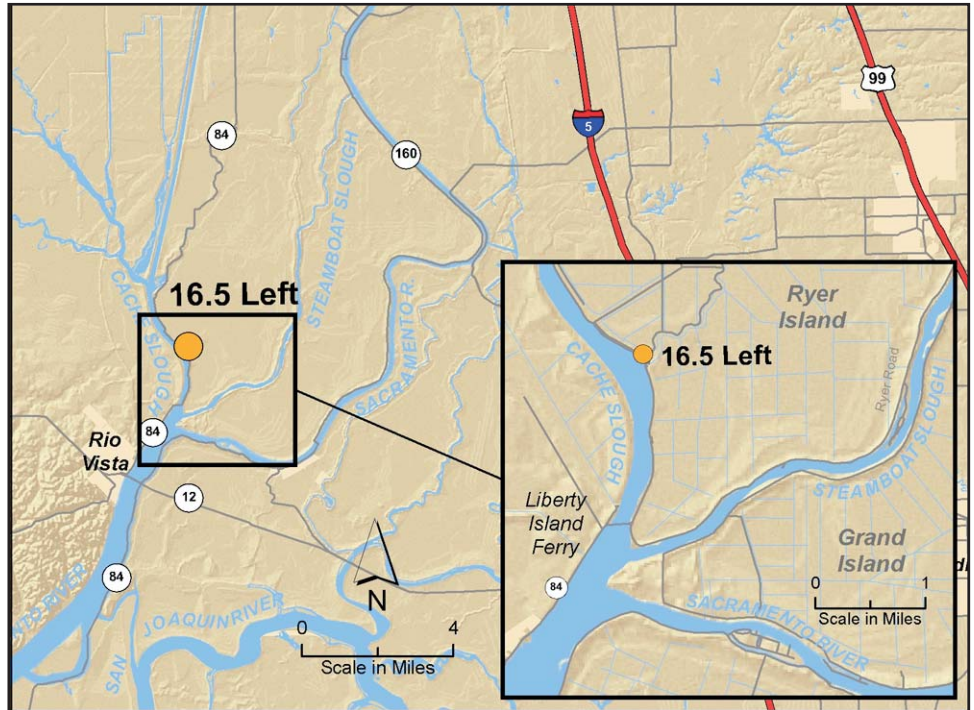 99
5
84
160
STEAMBOAT SLOUGH
CACHE SLOUGH
16.5 Left
SACRAMENTO R.
84
Rio
Vista
12
84
JOAQUIN RIVER
SAN
RIVER
N
0 4
Scale in Miles
Ryer
Island
16.5 Left
CACHE SLOUGH
Ryer Road
STEAMBOAT SLOUGH
Liberty
Island
Ferry
Grand
Island
84
0 1
Scale in Miles
SACRAMENTO RIVER